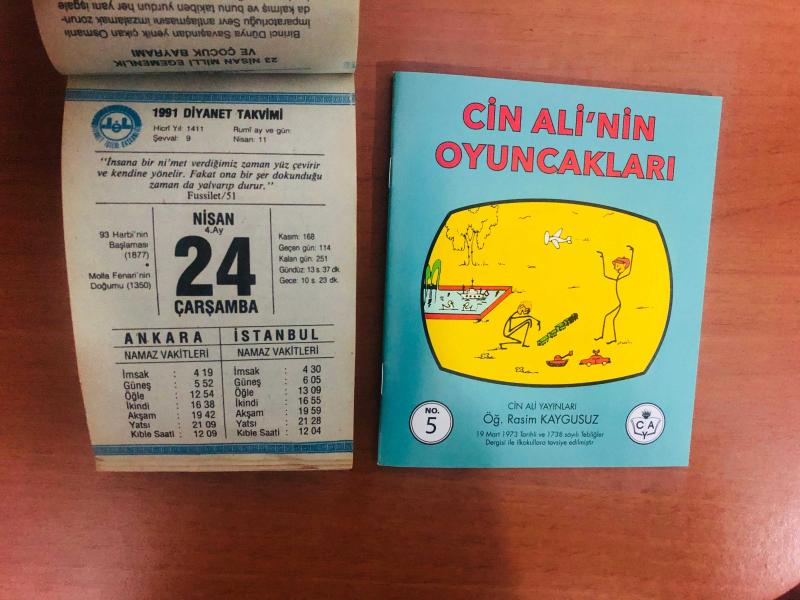 da kalmış ve bunu takiben yurdun her yanı işgale
İmparatorluğu Sevr antlaşmasını imzalamak zorun-
Birinci Dünya Savaşından yenik çıkan Osmanlı
VE ÇOCUK BAYRAMI
23 NİSAN MİLLİ EGEMENLİK
1991 DİYANET TAKVİMİ
Hicrî Yıl: 1411
Şevval: 9
Rumî ay ve gün:
Nisan: 11
"İnsana bir ni'met verdiğimiz zaman yüz çevirir
ve kendine yönelir. Fakat ona bir şer dokunduğu
zaman da yalvarıp durur."
Fussilet/51
93 Harbi'nin
Başlaması
(1877)
•
Molla Fenari'nin
Doğumu (1350)
NİSAN
4.Ay
24
ÇARŞAMBA
Kasım: 168
Geçen gün: 114
Kalan gün: 251
Gündüz: 13 s. 37 dk.
Gece: 10 s. 23 dk.
ANKARA
NAMAZ VAKİTLERİ
İmsak : 4 19
Güneş : 5 52
Öğle : 12 54
İkindi : 16 38
Akşam : 19 42
Yatsı : 21 09
Kıble Saati : 12 09
İSTANBUL
NAMAZ VAKİTLERİ
İmsak : 4 30
Güneş : 6 05
Öğle : 13 09
İkindi : 16 55
Akşam : 19 59
Yatsı : 21 28
Kıble Saati : 12 04
CİN ALİ'NİN
OYUNCAKLARI
NO.
5
CİN ALİ YAYINLARI
Öğ. Rasim KAYGUSUZ
19 Mart 1973 Tarihli ve 1738 sayılı Tebliğler
Dergisi ile ilkokullara tavsiye edilmiştir
C A
Y